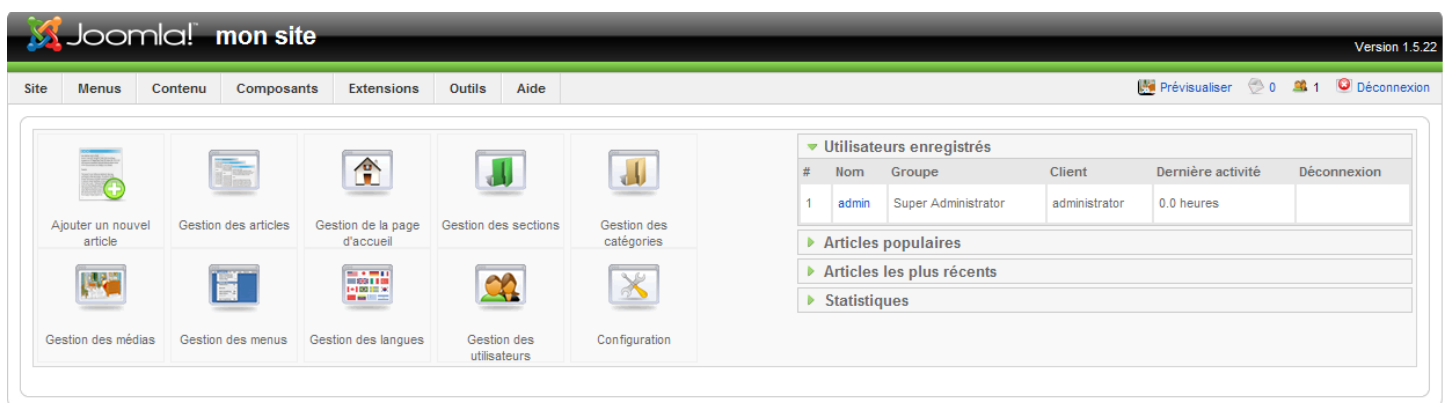 Joomla! mon site
Version 1.5.22
Site Menus Contenu Composants Extensions Outils Aide Prévisualiser 0 1 Déconnexion
Ajouter un nouvel
article
Gestion des articles
Gestion de la page
d'accueil
Gestion des sections
Gestion des
catégories
Gestion des médias
Gestion des menus
Gestion des langues
Gestion des
utilisateurs
Configuration
Utilisateurs enregistrés
# Nom Groupe Client Dernière activité Déconnexion
1 admin Super Administrator administrator 0.0 heures
Articles populaires
Articles les plus récents
Statistiques